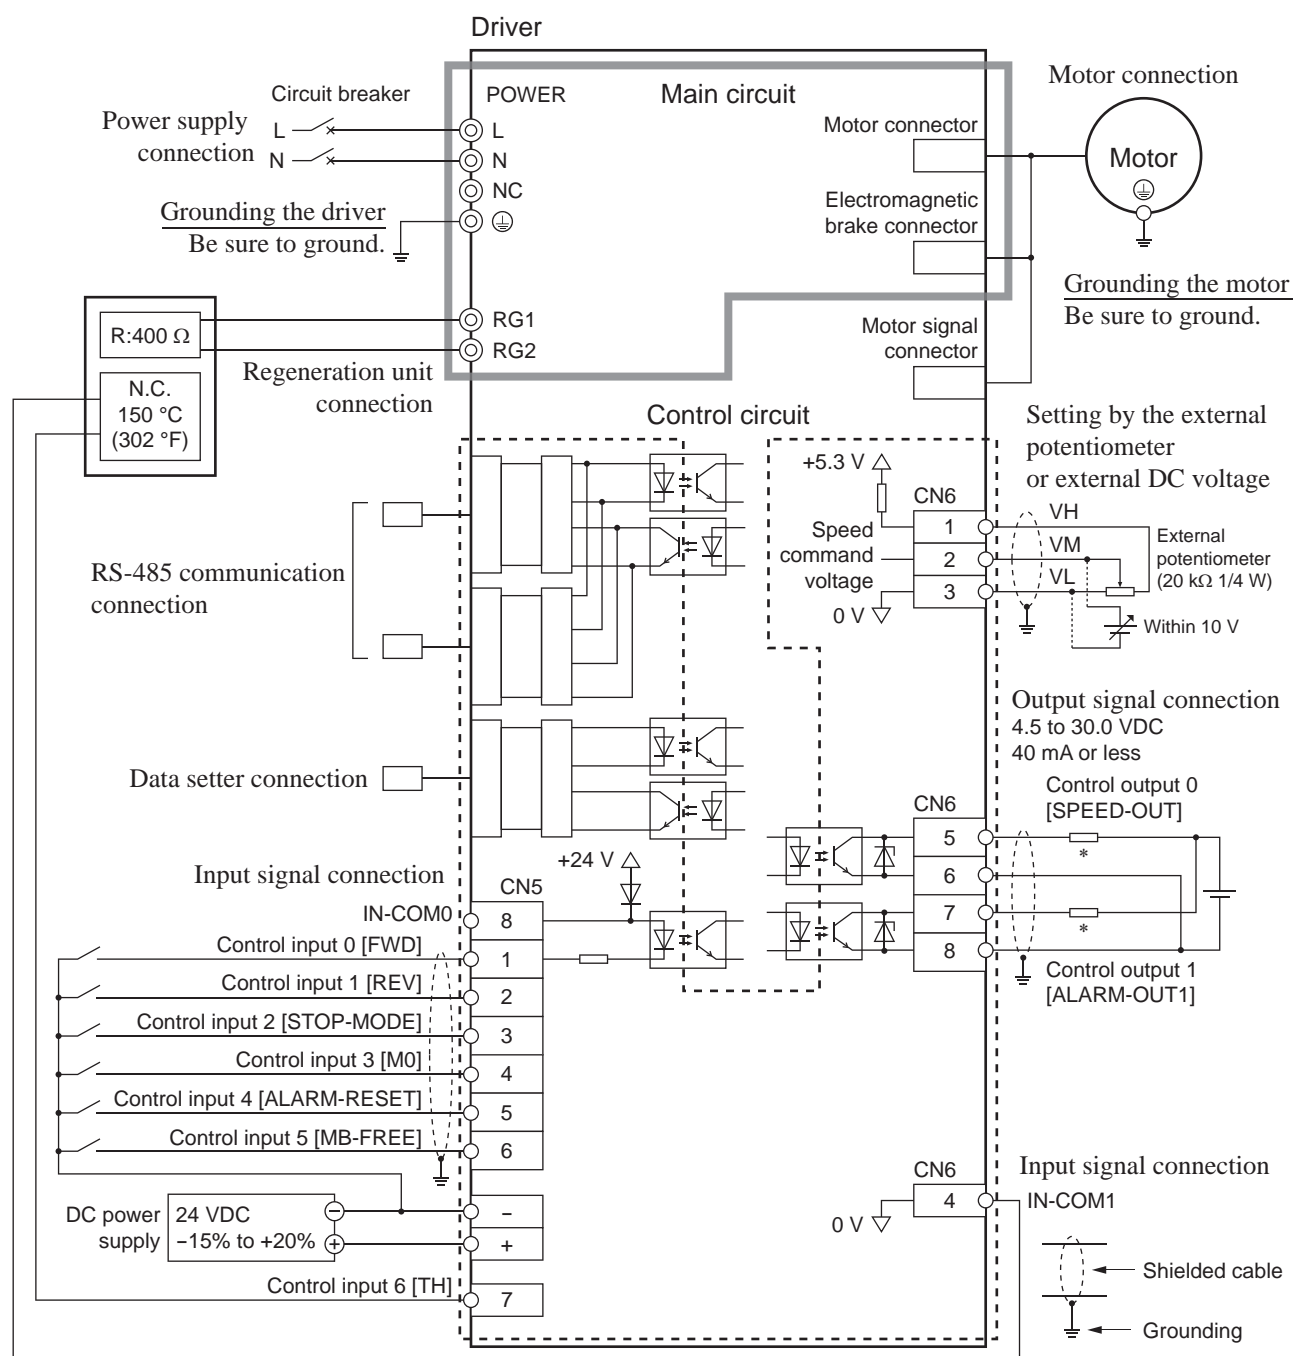 Driver
Circuit breaker
POWER
Main circuit
Motor connection
Power supply
connection
L
N
L
N
NC
Motor connector
Motor
Grounding the driver
Be sure to ground.
Electromagnetic
brake connector
Grounding the motor
Be sure to ground.
R:400 Ω
RG1
RG2
Motor signal
connector
N.C.
150 °C
(302 °F)
Regeneration unit
connection
Control circuit
Setting by the external
potentiometer
or external DC voltage
+5.3 V
CN6
Speed
command
voltage
0 V
1
2
3
VH
VM
VL
External
potentiometer
(20 kΩ 1/4 W)
Within 10 V
RS-485 communication
connection
Output signal connection
4.5 to 30.0 VDC
40 mA or less
Data setter connection
Control output 0
[SPEED-OUT]
CN6
5
6
7
8
*
*
Control output 1
[ALARM-OUT1]
+24 V
Input signal connection
CN5
IN-COM0
8
Control input 0 [FWD]
1
Control input 1 [REV]
2
Control input 2 [STOP-MODE]
3
Control input 3 [M0]
4
Control input 4 [ALARM-RESET]
5
Control input 5 [MB-FREE]
6
DC power
supply
24 VDC
−15% to +20%
−
+
−
+
Control input 6 [TH]
7
CN6
4
0 V
Input signal connection
IN-COM1
Shielded cable
Grounding